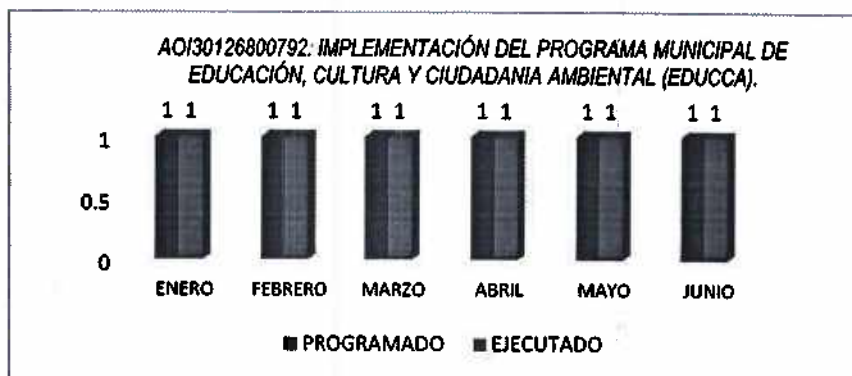 AOI30126800792: IMPLEMENTACIÓN DEL PROGRAMA MUNICIPAL DE
EDUCACIÓN, CULTURA Y CIUDADANIA AMBIENTAL (EDUCCA).
1 1 1 1 1 1 1 1 1 1 1 1
1
0.5
0
ENERO FEBRERO MARZO ABRIL MAYO JUNIO
PROGRAMADO EJECUTADO